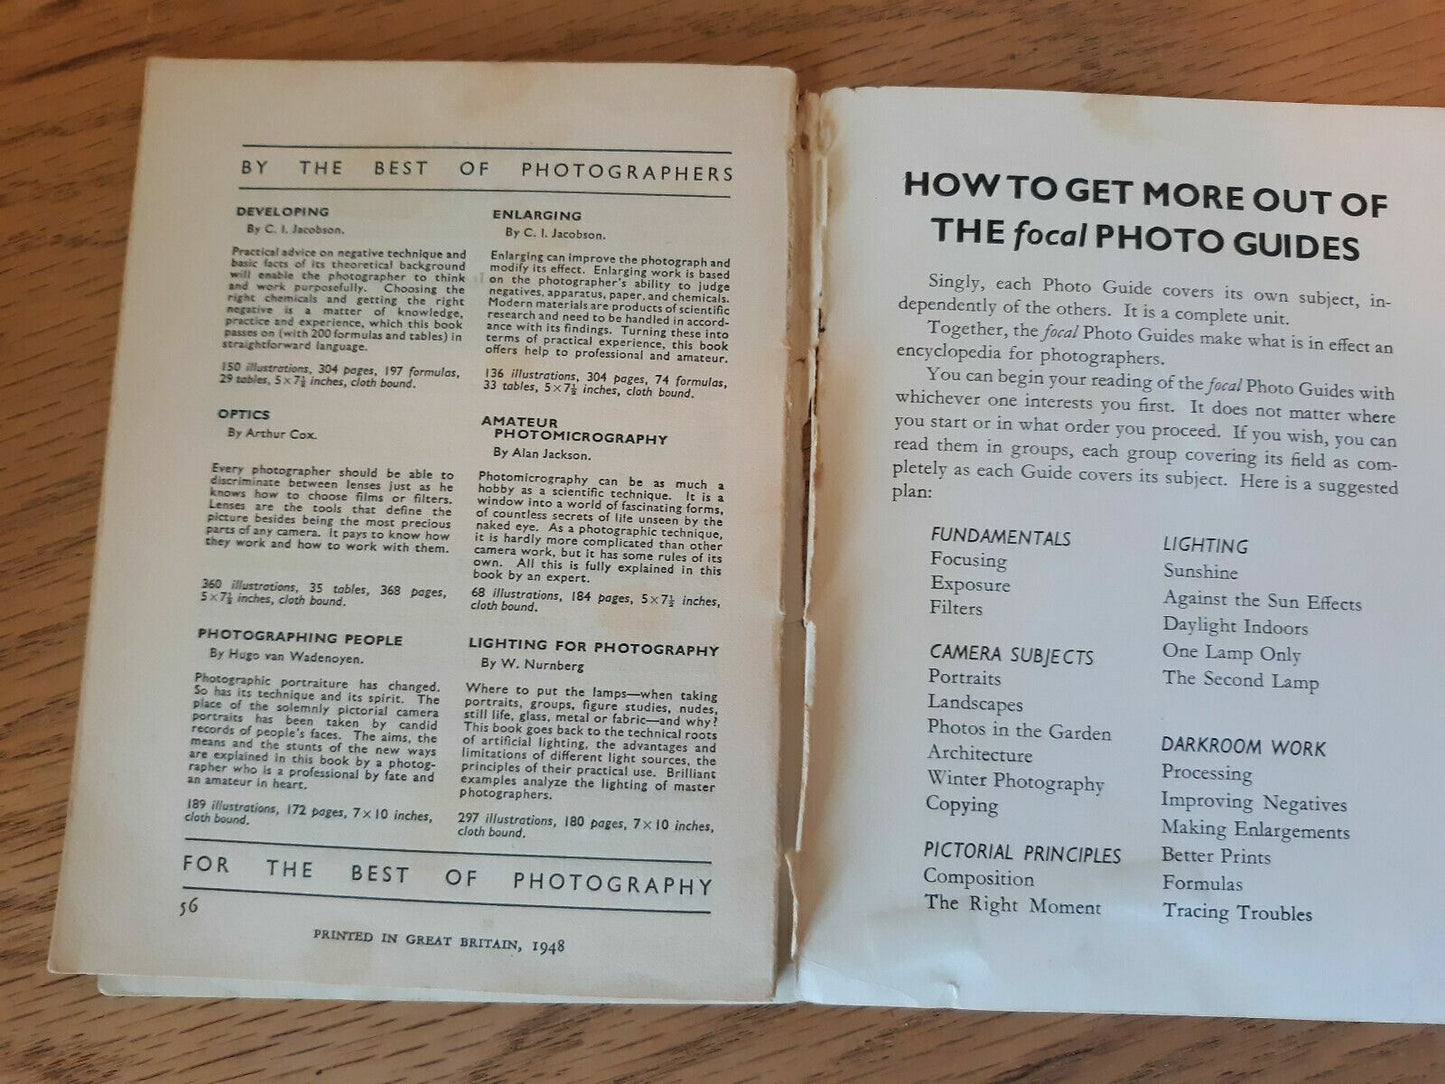 BY THE BEST OF PHOTOGRAPHERS
DEVELOPING
By C. I. Jacobson.
Practical advice on negative technique and
basic facts of its theoretical background
will enable the photographer to think
and work purposefully. Choosing the
right chemicals and getting the right
negative is a matter of knowledge,
practice and experience, which this book
passes on (with 200 formulas and tables) in
straightforward language.
150 illustrations, 304 pages, 197 formulas,
29 tables, 5 × 7½ inches, cloth bound.
OPTICS
By Arthur Cox.
Every photographer should be able to
discriminate between lenses just as he
knows how to choose films or filters.
Lenses are the tools that define the
picture besides being the most precious
parts of any camera. It pays to know how
they work and how to work with them.
360 illustrations, 35 tables, 368 pages,
5 × 7½ inches, cloth bound.
PHOTOGRAPHING PEOPLE
By Hugo van Wadenoyen.
Photographic portraiture has changed.
So has its technique and its spirit. The
place of the solemnly pictorial camera
portraits has been taken by candid
records of people's faces. The aims, the
means and the stunts of the new ways
are explained in this book by a photog-
rapher who is a professional by fate and
an amateur in heart.
189 illustrations, 172 pages, 7 × 10 inches,
cloth bound.
ENLARGING
By C. I. Jacobson.
Enlarging can improve the photograph and
modify its effect. Enlarging work is based
on the photographer's ability to judge
negatives, apparatus, paper, and chemicals.
Modern materials are products of scientific
research and need to be handled in accord-
ance with its findings. Turning these into
terms of practical experience, this book
offers help to professional and amateur.
136 illustrations, 304 pages, 74 formulas,
33 tables, 5 × 7½ inches, cloth bound.
AMATEUR
PHOTOMICROGRAPHY
By Alan Jackson.
Photomicrography can be as much a
hobby as a scientific technique. It is a
window into a world of fascinating forms,
of countless secrets of life unseen by the
naked eye. As a photographic technique,
it is hardly more complicated than other
camera work, but it has some rules of its
own. All this is fully explained in this
book by an expert.
68 illustrations, 184 pages, 5 × 7½ inches,
cloth bound.
LIGHTING FOR PHOTOGRAPHY
By W. Nurnberg
Where to put the lamps—when taking
portraits, groups, figure studies, nudes,
still life, glass, metal or fabric—and why?
This book goes back to the technical roots
of artificial lighting, the advantages and
limitations of different light sources, the
principles of their practical use. Brilliant
examples analyze the lighting of master
photographers.
297 illustrations, 180 pages, 7 × 10 inches,
cloth bound.
FOR THE BEST OF PHOTOGRAPHY
56
PRINTED IN GREAT BRITAIN, 1948
HOW TO GET MORE OUT OF
THE focal PHOTO GUIDES
Singly, each Photo Guide covers its own subject, in-
dependently of the others. It is a complete unit.
Together, the focal Photo Guides make what is in effect an
encyclopedia for photographers.
You can begin your reading of the focal Photo Guides with
whichever one interests you first. It does not matter where
you start or in what order you proceed. If you wish, you can
read them in groups, each group covering its field as com-
pletely as each Guide covers its subject. Here is a suggested
plan:
FUNDAMENTALS
Focusing
Exposure
Filters
CAMERA SUBJECTS
Portraits
Landscapes
Photos in the Garden
Architecture
Winter Photography
Copying
PICTORIAL PRINCIPLES
Composition
The Right Moment
LIGHTING
Sunshine
Against the Sun Effects
Daylight Indoors
One Lamp Only
The Second Lamp
DARKROOM WORK
Processing
Improving Negatives
Making Enlargements
Better Prints
Formulas
Tracing Troubles